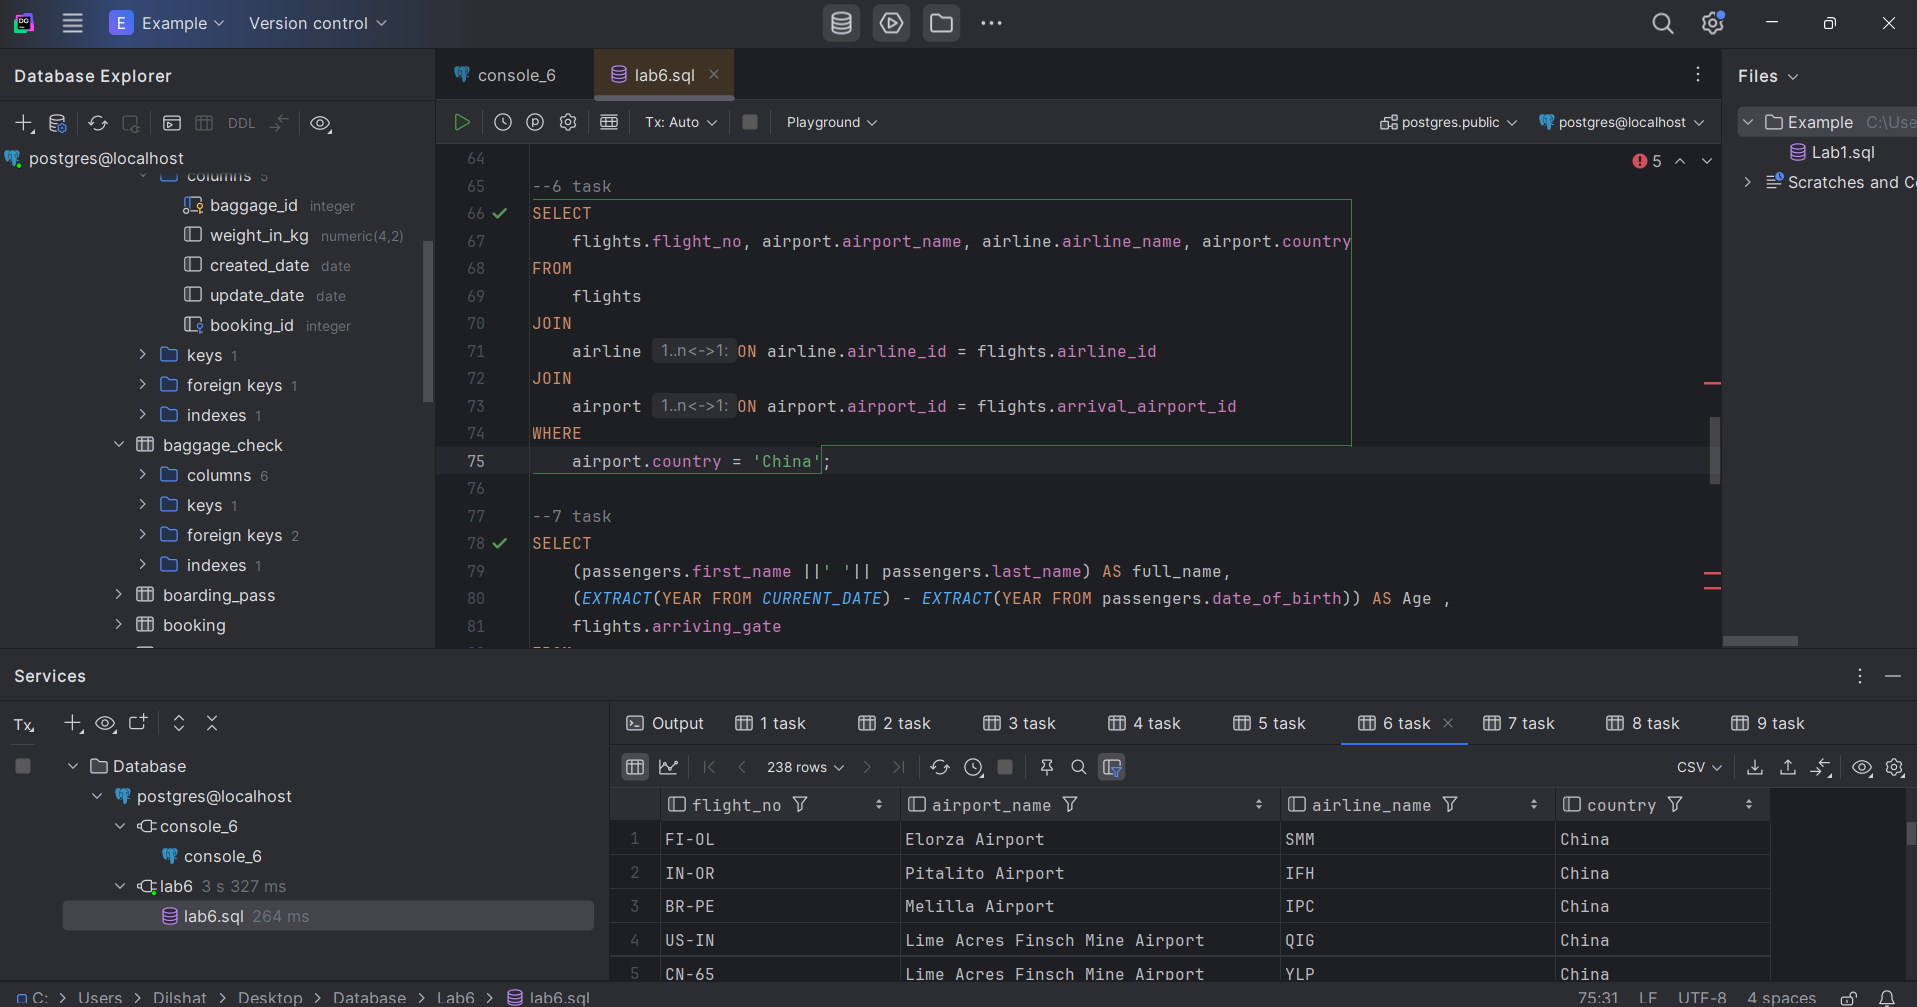 E Example Version control
Database Explorer
DDL
postgres@localhost
columns 5
baggage_id integer
weight_in_kg numeric(4,2)
created_date date
update_date date
booking_id integer
keys 1
foreign keys 1
indexes 1
baggage_check
columns 6
keys 1
foreign keys 2
indexes 1
boarding_pass
booking
console_6 lab6.sql
Tx: Auto Playground postgres.public postgres@localhost
5
64
65 --6 task
66 SELECT
67 flights.flight_no, airport.airport_name, airline.airline_name, airport.country
68 FROM
69 flights
70 JOIN
71 airline 1..n<->1: ON airline.airline_id = flights.airline_id
72 JOIN
73 airport 1..n<->1: ON airport.airport_id = flights.arrival_airport_id
74 WHERE
75 airport.country = 'China';
76
77 --7 task
78 SELECT
79 (passengers.first_name ||' '|| passengers.last_name) AS full_name,
80 (EXTRACT(YEAR FROM CURRENT_DATE) - EXTRACT(YEAR FROM passengers.date_of_birth)) AS Age ,
81 flights.arriving_gate
Files
Example C:\Use
Lab1.sql
Scratches and Co
Services
Tx
Database
postgres@localhost
console_6
console_6
lab6 3 s 327 ms
lab6.sql 264 ms
Output 1 task 2 task 3 task 4 task 5 task 6 task 7 task 8 task 9 task
238 rows CSV
flight_no airport_name airline_name country
1 FI-OL Elorza Airport SMM China
2 IN-OR Pitalito Airport IFH China
3 BR-PE Melilla Airport IPC China
4 US-IN Lime Acres Finsch Mine Airport QIG China
5 CN-65 Lime Acres Finsch Mine Airport YLP China
C: > Users > Dilshat > Desktop > Database > Lab6 > lab6.sql
75:31 LF UTF-8 4 spaces